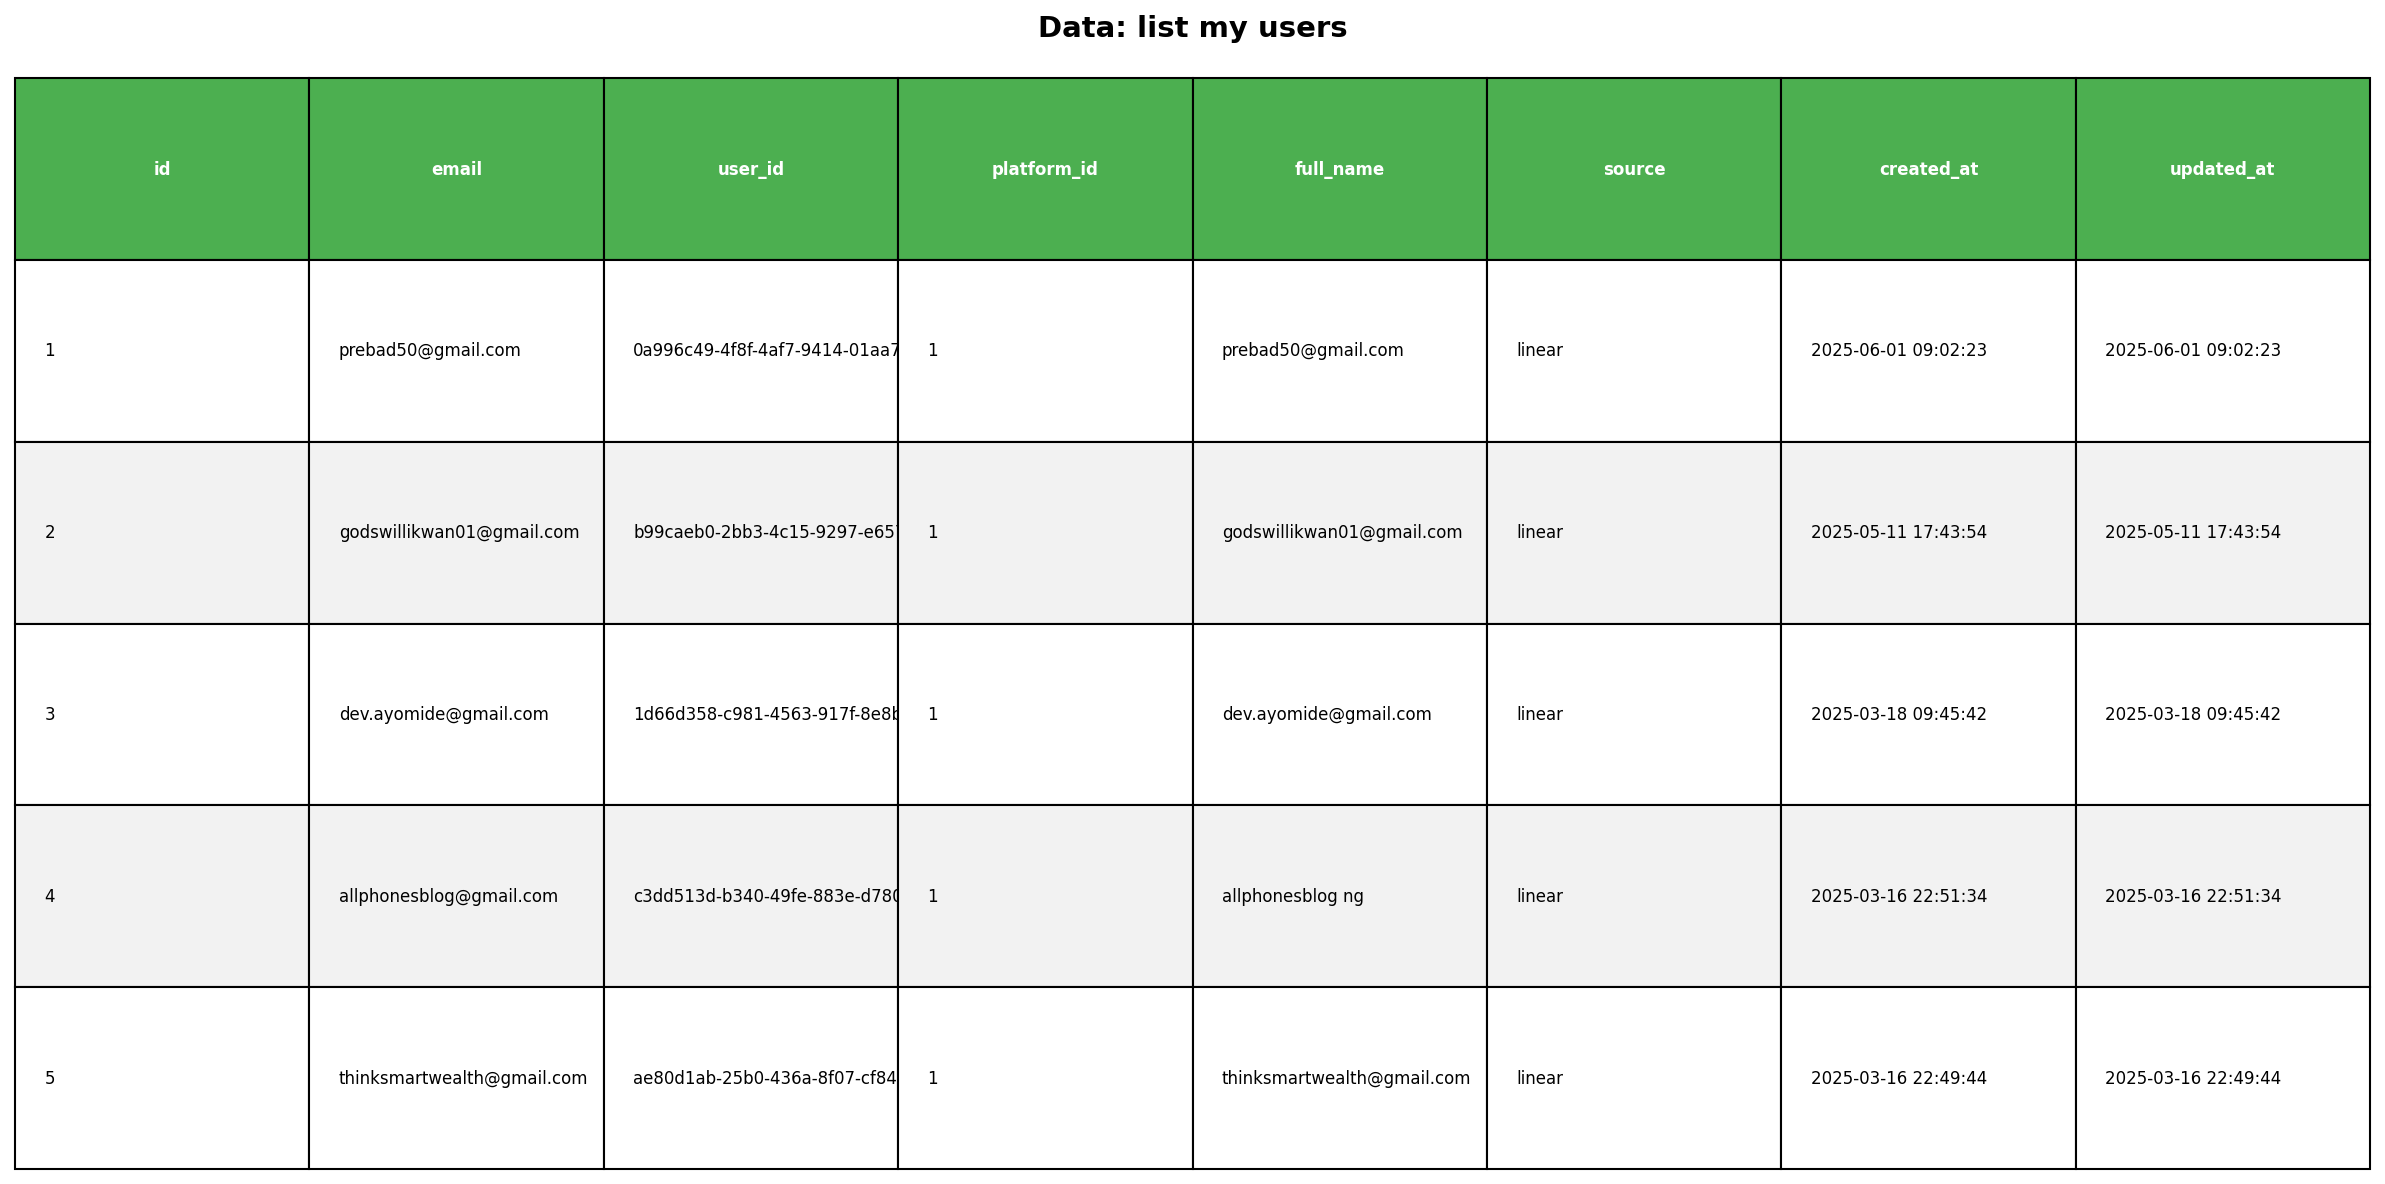 Data: list my users
id email user_id platform_id full_name source created_at updated_at
1 prebad50@gmail.com 0a996c49-4f8f-4af7-9414-01aa7 1 prebad50@gmail.com linear 2025-06-01 09:02:23 2025-06-01 09:02:23
2 godswillikwan01@gmail.com b99caeb0-2bb3-4c15-9297-e65 1 godswillikwan01@gmail.com linear 2025-05-11 17:43:54 2025-05-11 17:43:54
3 dev.ayomide@gmail.com 1d66d358-c981-4563-917f-8e8b 1 dev.ayomide@gmail.com linear 2025-03-18 09:45:42 2025-03-18 09:45:42
4 allphonesblog@gmail.com c3dd513d-b340-49fe-883e-d780 1 allphonesblog ng linear 2025-03-16 22:51:34 2025-03-16 22:51:34
5 thinksmartwealth@gmail.com ae80d1ab-25b0-436a-8f07-cf84 1 thinksmartwealth@gmail.com linear 2025-03-16 22:49:44 2025-03-16 22:49:44